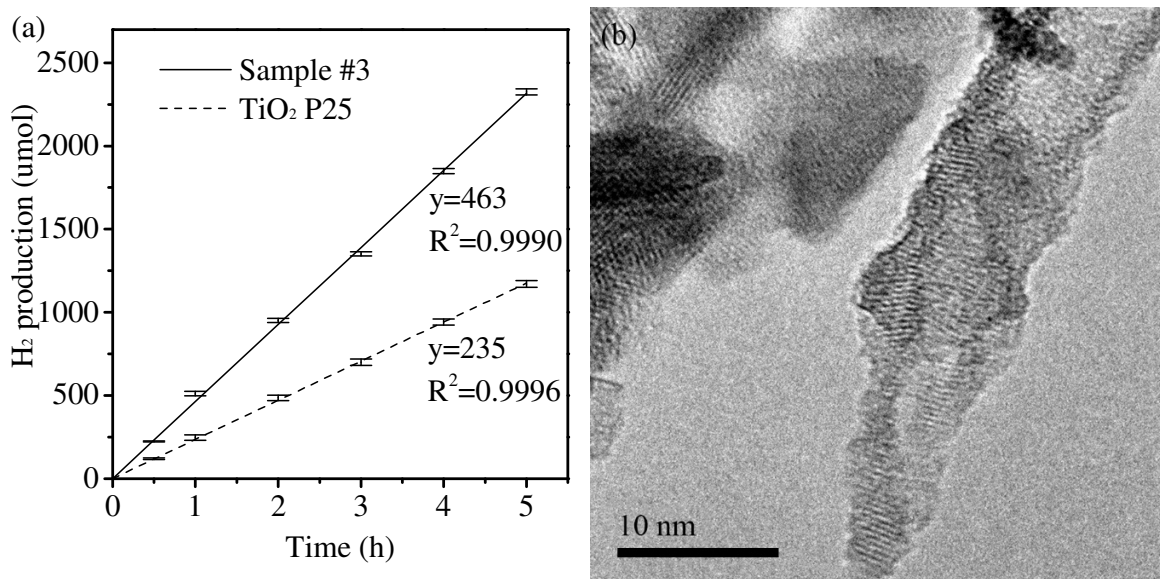 (a)
2500
2000
1500
1000
500
0
H₂ production (umol)
Sample #3
TiO₂ P25
y=463
R²=0.9990
y=235
R²=0.9996
0 1 2 3 4 5
Time (h)
(b)
10 nm